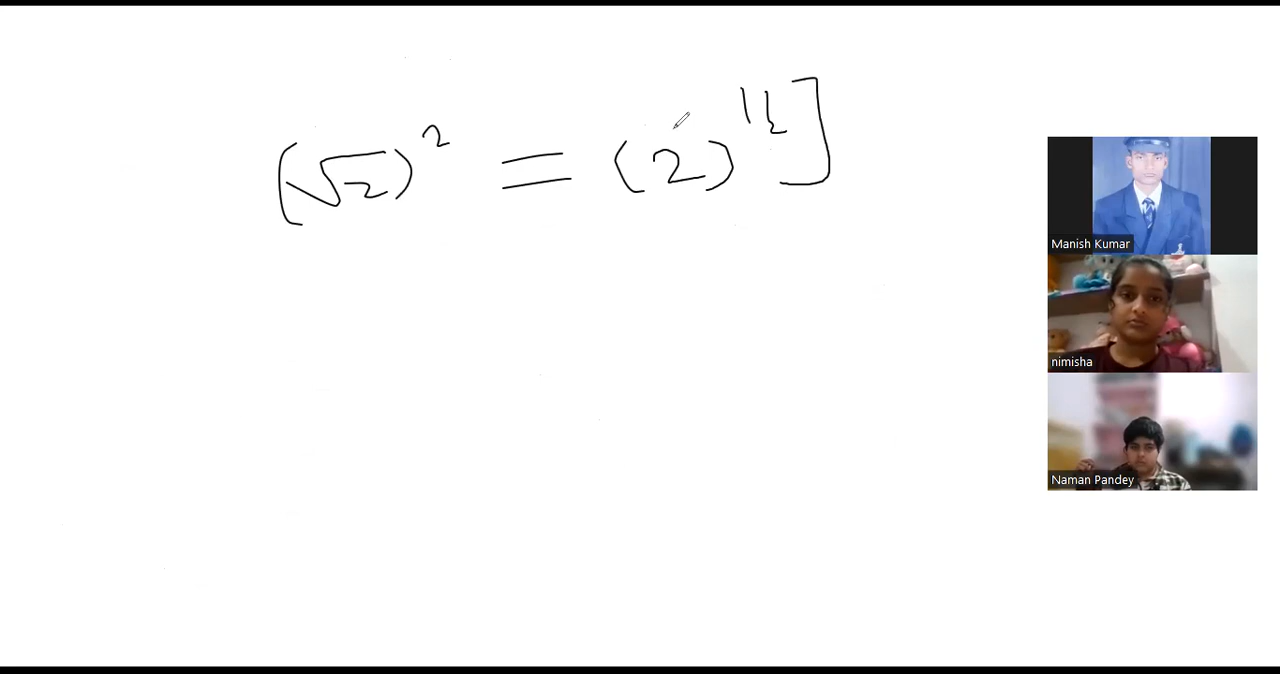 (√2)² = (2)^{1/2}]
Manish Kumar
nimisha
Naman Pandey